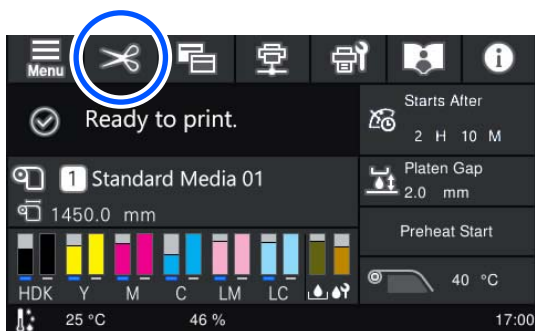 Menu
Ready to print.
Starts After
2 H 10 M
1 Standard Media 01
1450.0 mm
Platen Gap
2.0 mm
Preheat Start
40 °C
HDK Y M C LM LC
25 °C 46 % 17:00